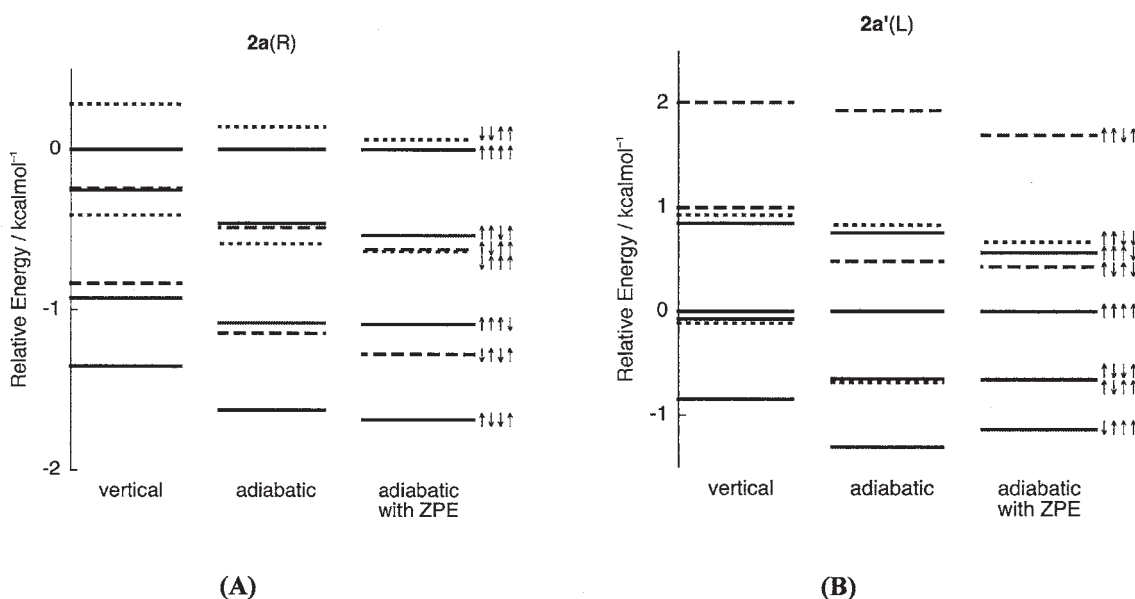 2a(R)
Relative Energy / kcalmol⁻¹
0
-1
-2
↓↓↑↑
↑↑↑↑
↑↑↓↑
↑↓↑↑
↓↑↑↑
↑↑↑↓
↓↑↓↑
↑↓↓↑
vertical
adiabatic
adiabatic
with ZPE
(A)
2a'(L)
Relative Energy / kcalmol⁻¹
2
1
0
-1
↑↑↓↑
↑↑↓↓
↑↑↑↓
↑↓↑↓
↑↑↑↑
↑↓↓↑
↑↓↑↑
↓↑↑↑
vertical
adiabatic
adiabatic
with ZPE
(B)